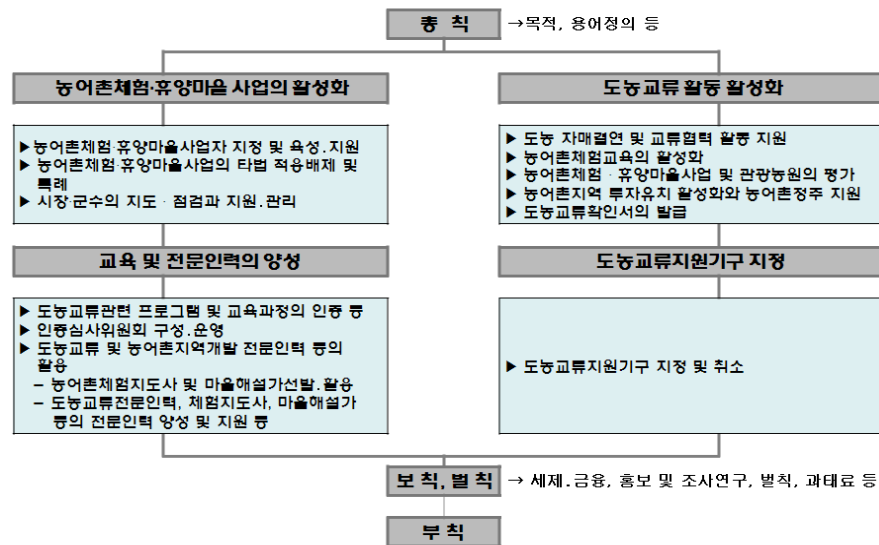 총 칙 →목적, 용어정의 등
농어촌체험·휴양마을 사업의 활성화
▶농어촌체험·휴양마을사업자 지정 및 육성.지원
▶ 농어촌체험·휴양마을사업의 타법 적용배제 및
특례
▶ 시장·군수의 지도·점검과 지원.관리
도농교류 활동 활성화
▶ 도농 자매결연 및 교류협력 활동 지원
▶ 농어촌체험교육의 활성화
▶ 농어촌체험·휴양마을사업 및 관광농원의 평가
▶ 농어촌지역 투자유치 활성화와 농어촌정주 지원
▶ 도농교류확인서의 발급
교육 및 전문인력의 양성
▶ 도농교류관련 프로그램 및 교육과정의 인증 등
▶ 인증심사위원회 구성.운영
▶ 도농교류 및 농어촌지역개발 전문인력 등의
활용
– 농어촌체험지도사 및 마을해설가선발.활용
– 도농교류전문인력, 체험지도사, 마을해설가
등의 전문인력 양성 및 지원 등
도농교류지원기구 지정
▶ 도농교류지원기구 지정 및 취소
보칙, 벌칙 → 세제.금융, 홍보 및 조사연구, 벌칙, 과태료 등
부칙